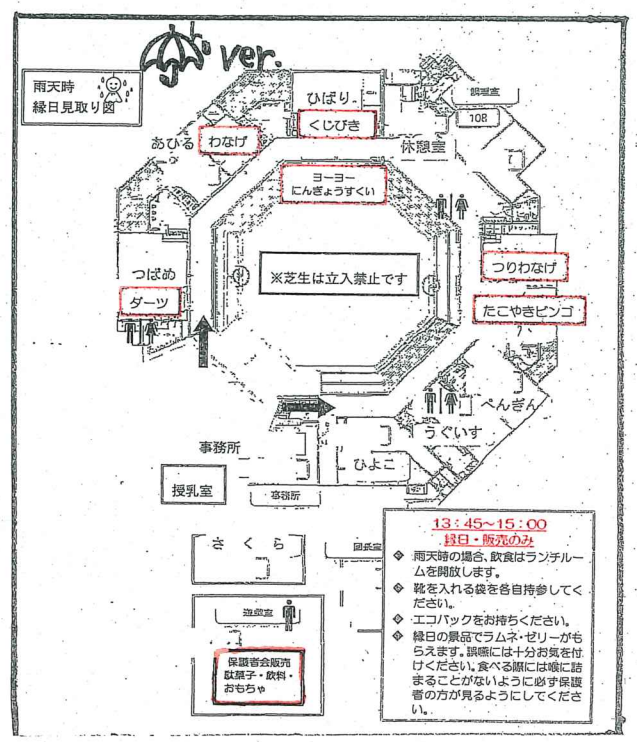 ver.
雨天時
縁日見取り図
ひばり
くじびき
調理室
108
休憩室
あひる
わなげ
ヨーヨー
にんぎょうすくい
つばめ
ダーツ
※芝生は立入禁止です
つりわなげ
たこやきビンゴ
ぺんぎん
うぐいす
ひよこ
事務所
授乳室
事務所
さくら
遊戯室
保護者会販売
駄菓子・飲料・
おもちゃ
13：45～15：00
縁日・販売のみ
◆ 雨天時の場合、飲食はランチルー
ムを開放します。
◆ 靴を入れる袋を各自持参してく
ださい。
◆ エコバックをお持ちください。
◆ 縁日の景品でラムネ・ゼリーがも
らえます。誤嚥には十分お気を付
けください。食べる際には喉に詰
まることがないように必ず保護
者の方が見るようにしてくださ
い。